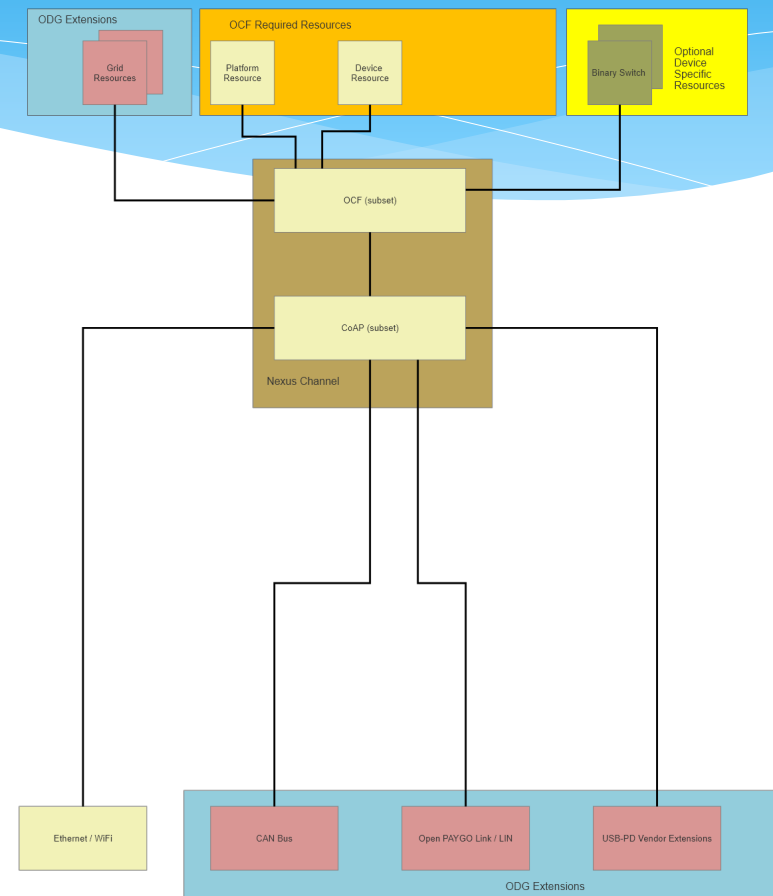 ODG Extensions
Grid
Resources
OCF Required Resources
Platform
Resource
Device
Resource
Binary Switch
Optional
Device
Specific
Resources
OCF (subset)
CoAP (subset)
Nexus Channel
Ethernet / WiFi
CAN Bus
Open PAYGO Link / LIN
USB-PD Vendor Extensions
ODG Extensions